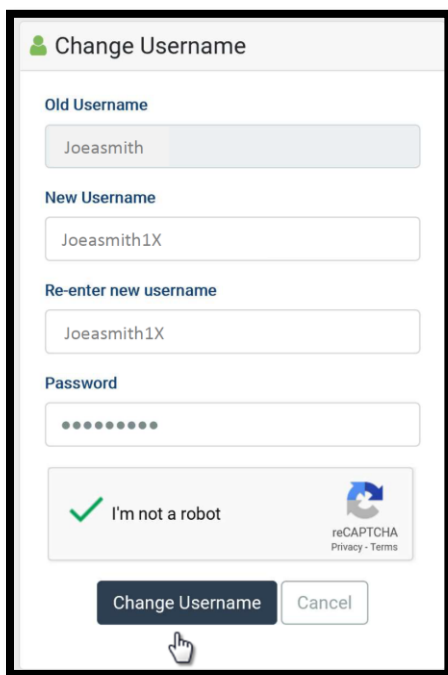 Change Username
Old Username
Joeasmith
New Username
Joeasmith1X
Re-enter new username
Joeasmith1X
Password
•••••••••
I'm not a robot
reCAPTCHA
Privacy - Terms
Change Username
Cancel